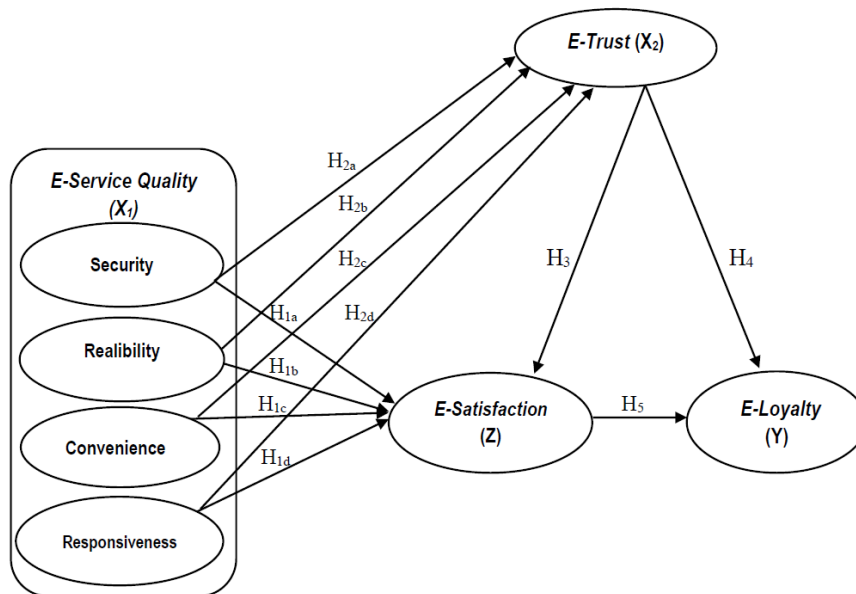 E-Trust (X₂)
H₂ₐ
E-Service Quality
(X₁)
H₂b
Security
H₂c
H₃
H₄
H₁ₐ
H₂d
Realibility
H₁b
H₁c
E-Satisfaction
(Z)
H₅
E-Loyalty
(Y)
Convenience
H₁d
Responsiveness